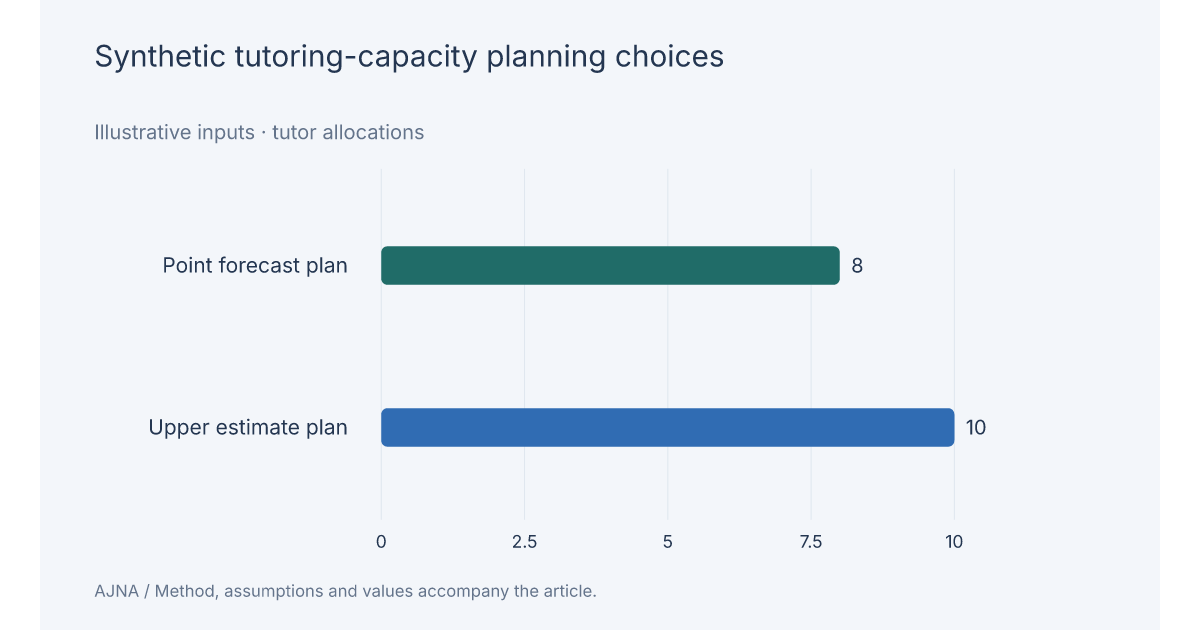 Synthetic tutoring-capacity planning choices
Illustrative inputs · tutor allocations
Point forecast plan 8
Upper estimate plan 10
0 2.5 5 7.5 10
AJNA / Method, assumptions and values accompany the article.